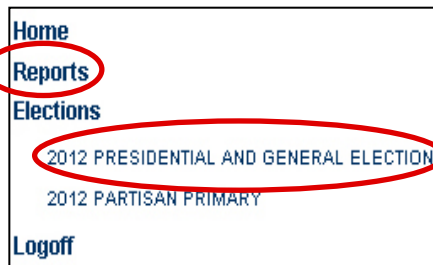 Home
Reports
Elections
2012 PRESIDENTIAL AND GENERAL ELECTION
2012 PARTISAN PRIMARY
Logoff